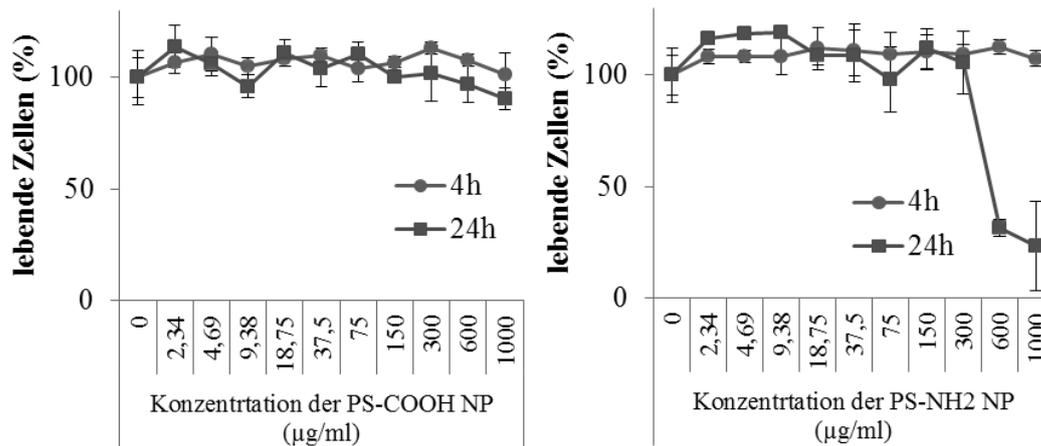 lebende Zellen (%)
100
50
0
4h
24h
0
2,34
4,69
9,38
18,75
37,5
75
150
300
600
1000
Konzentrtation der PS-COOH NP
(µg/ml)
lebende Zellen (%)
100
50
0
4h
24h
0
2,34
4,69
9,38
18,75
37,5
75
150
300
600
1000
Konzentrtation der PS-NH2 NP
(µg/ml)